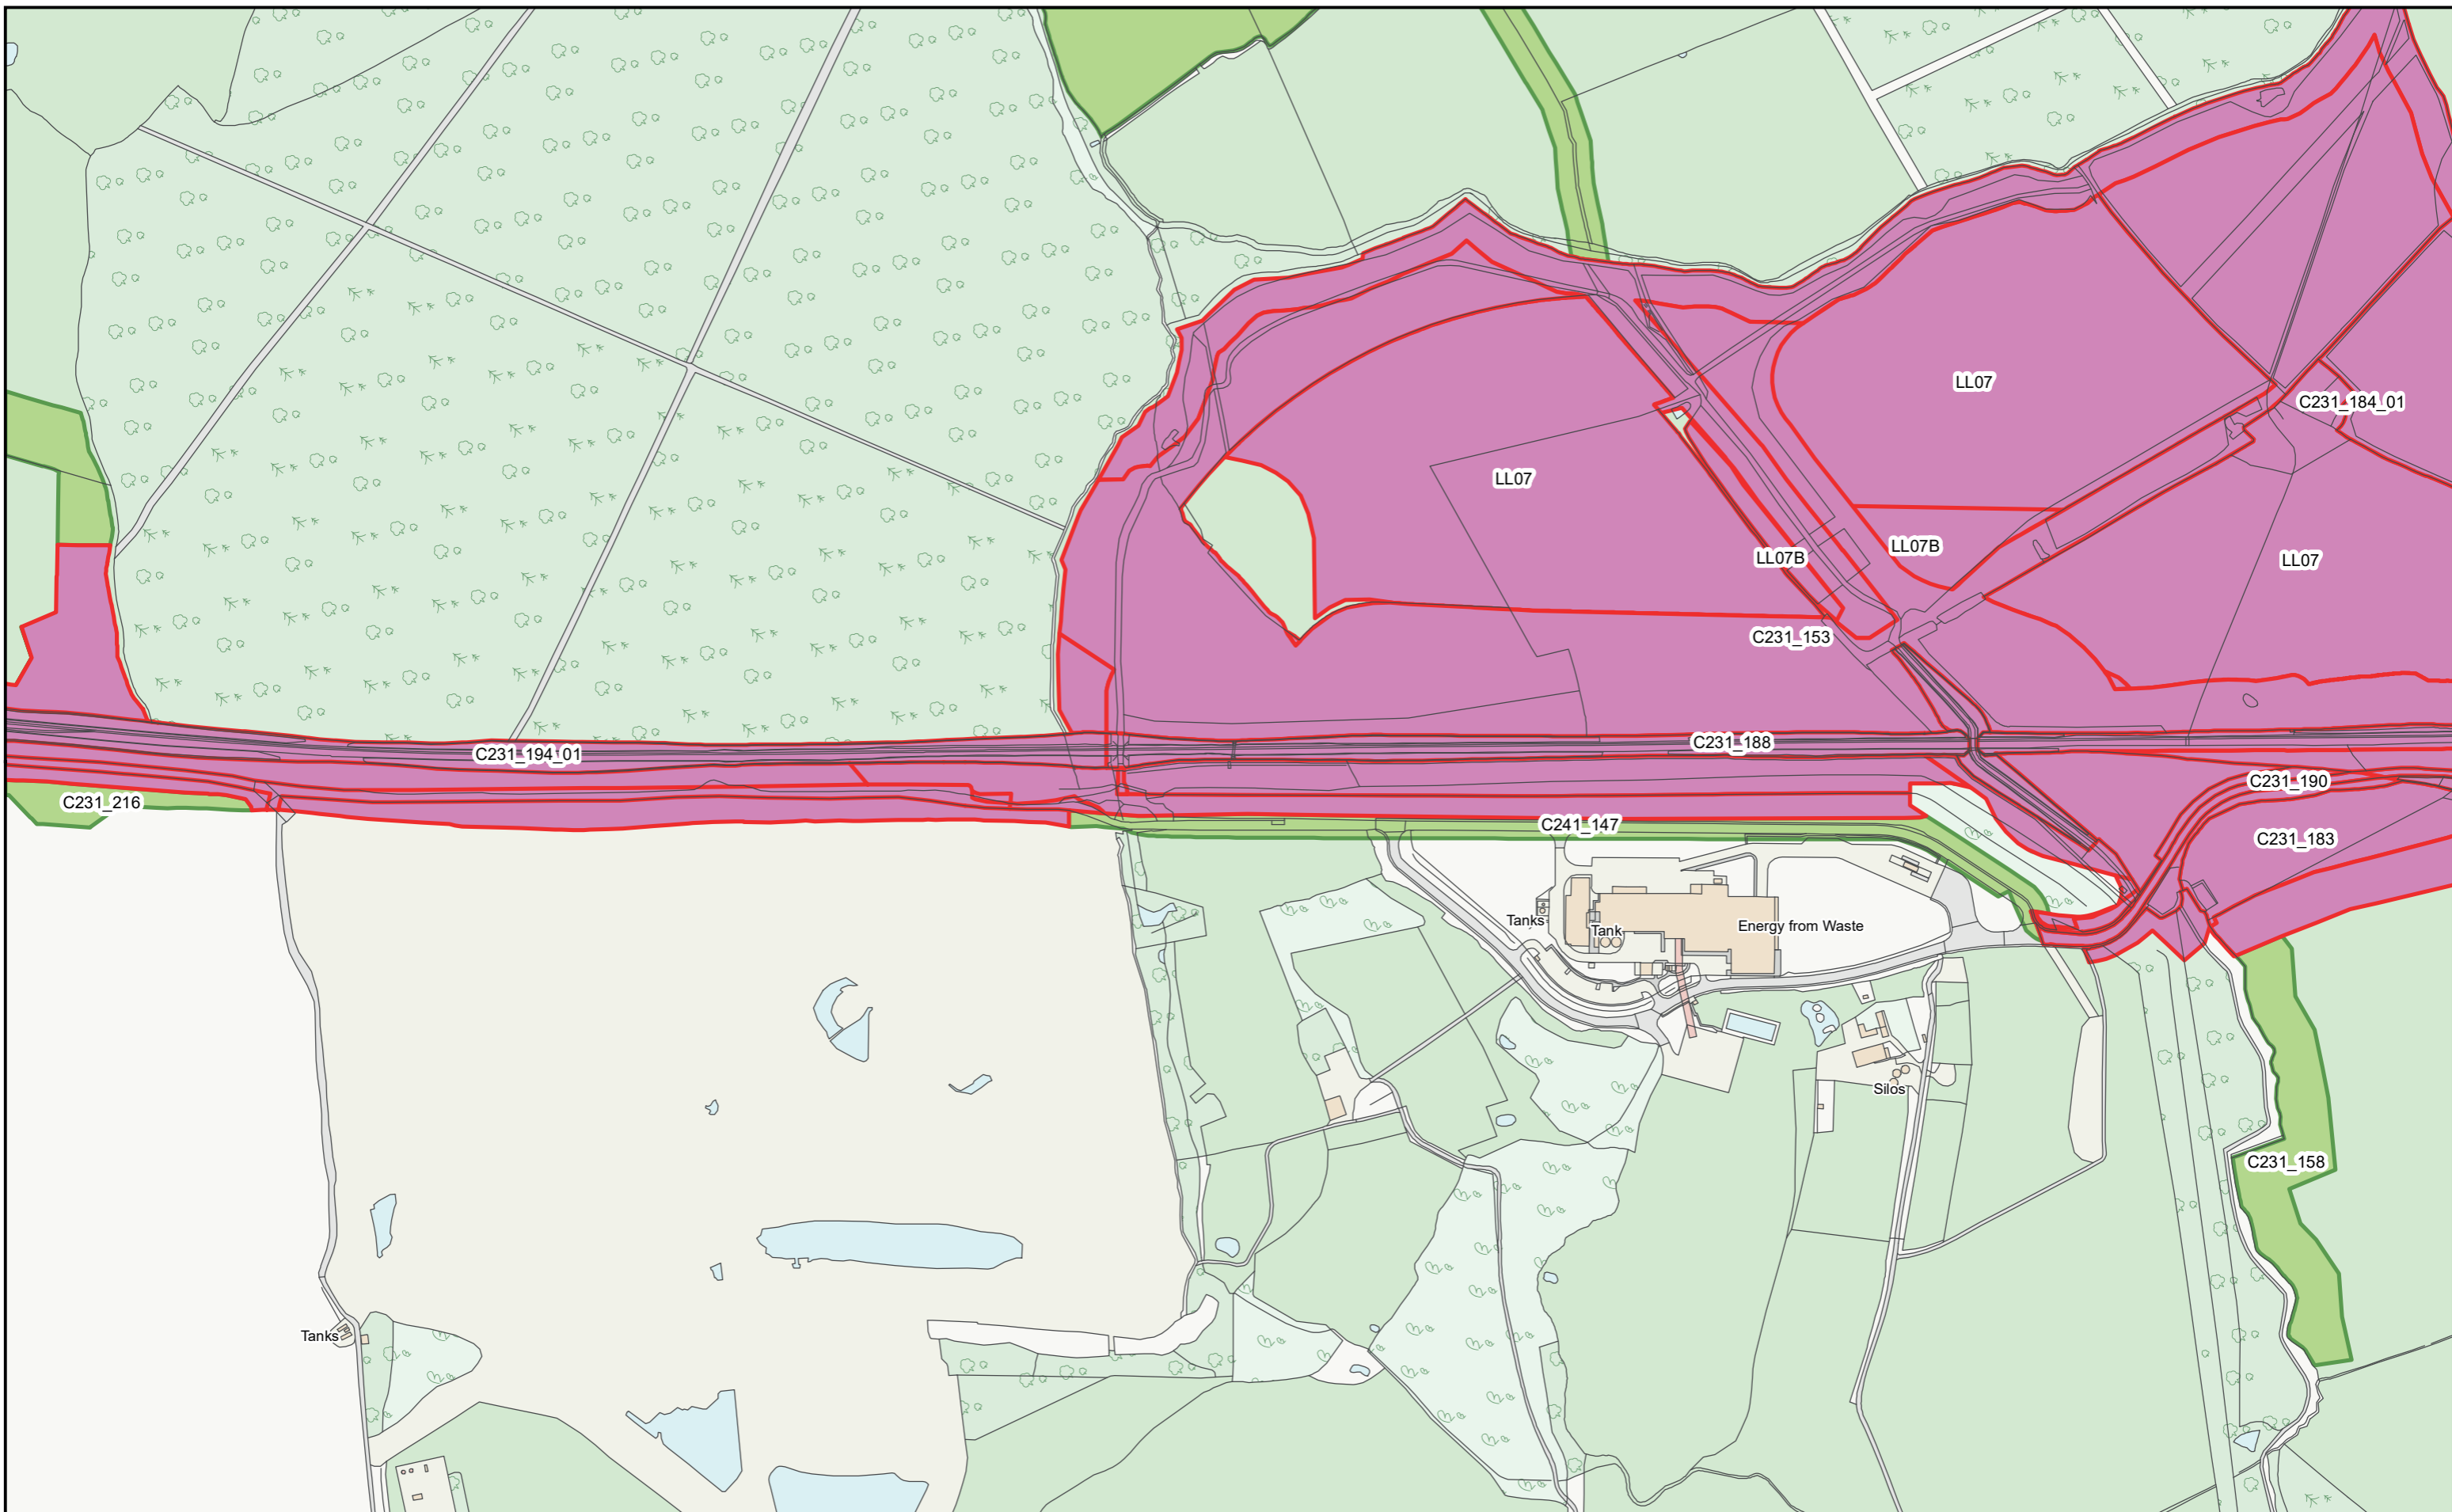 LL07
C231_184_01
LL07
LL07B
LL07B
LL07
C231_153
C231_188
C231_194_01
C231_190
C231_216
C241_147
C231_183
Tanks
Tank
Energy from Waste
Silos
C231_158
Tanks